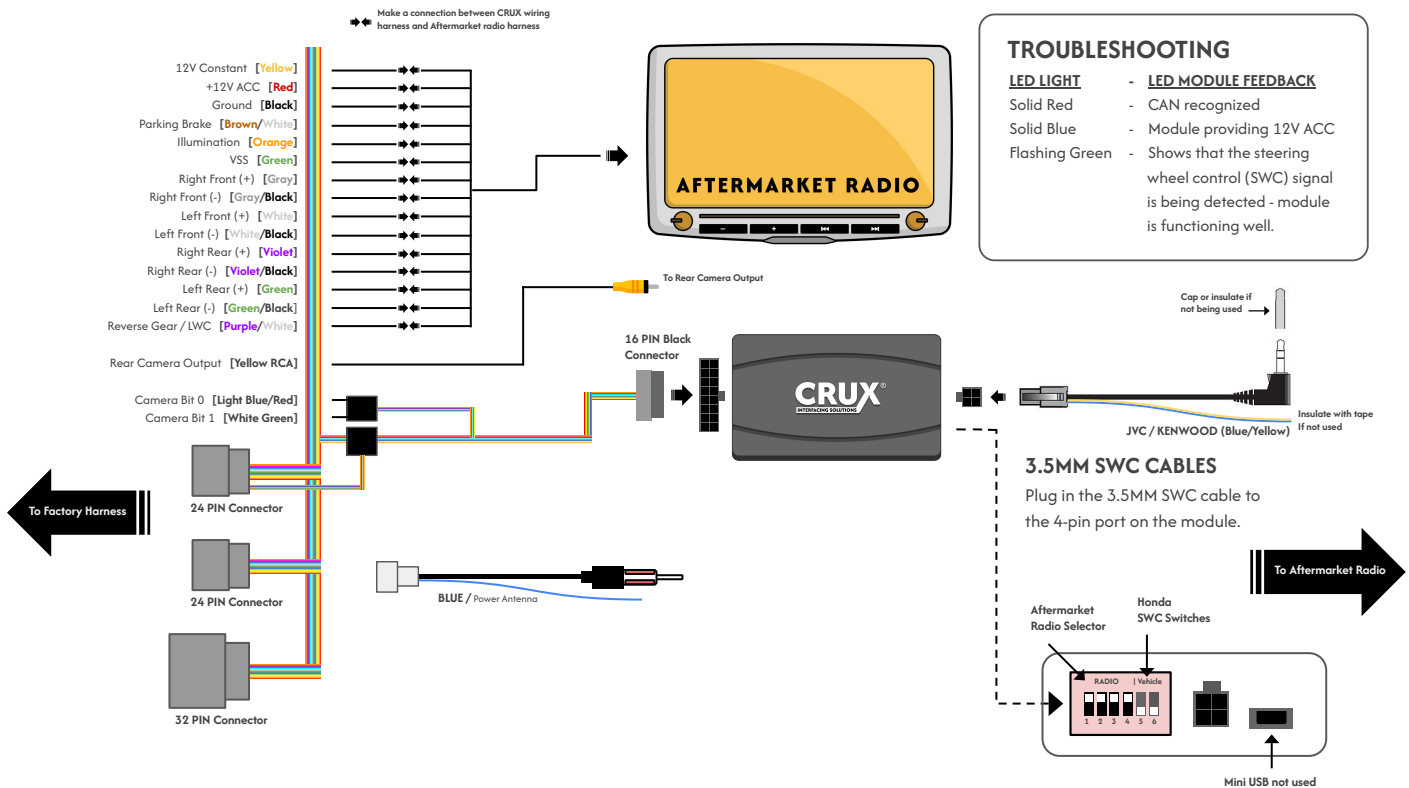 Make a connection between CRUX wiring
harness and Aftermarket radio harness
12V Constant [Yellow]
+12V ACC [Red]
Ground [Black]
Parking Brake [Brown/White]
Illumination [Orange]
VSS [Green]
Right Front (+) [Gray]
Right Front (-) [Gray/Black]
Left Front (+) [White]
Left Front (-) [White/Black]
Right Rear (+) [Violet]
Right Rear (-) [Violet/Black]
Left Rear (+) [Green]
Left Rear (-) [Green/Black]
Reverse Gear / LWC [Purple/White]
Rear Camera Output [Yellow RCA]
Camera Bit 0 [Light Blue/Red]
Camera Bit 1 [White Green]
AFTERMARKET RADIO
To Rear Camera Output
TROUBLESHOOTING
LED LIGHT - LED MODULE FEEDBACK
Solid Red - CAN recognized
Solid Blue - Module providing 12V ACC
Flashing Green - Shows that the steering
wheel control (SWC) signal
is being detected - module
is functioning well.
16 PIN Black
Connector
CRUX®
INTERFACING SOLUTIONS
Cap or insulate if
not being used
Insulate with tape
If not used
JVC / KENWOOD (Blue/Yellow)
3.5MM SWC CABLES
Plug in the 3.5MM SWC cable to
the 4-pin port on the module.
To Factory Harness
24 PIN Connector
24 PIN Connector
32 PIN Connector
BLUE / Power Antenna
To Aftermarket Radio
Aftermarket
Radio Selector
Honda
SWC Switches
RADIO | Vehicle
1 2 3 4 5 6
Mini USB not used